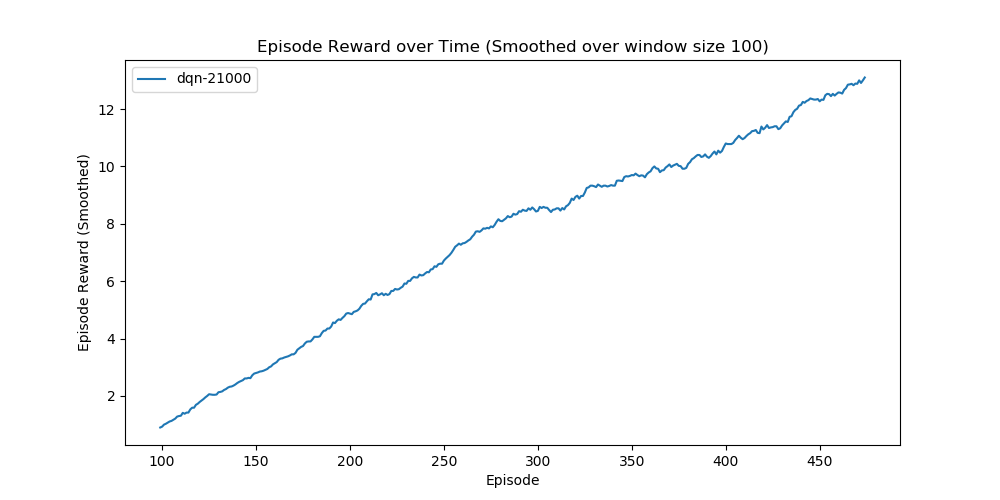 Episode Reward over Time (Smoothed over window size 100)
dqn-21000
12
10
8
6
4
2
Episode Reward (Smoothed)
100 150 200 250 300 350 400 450
Episode